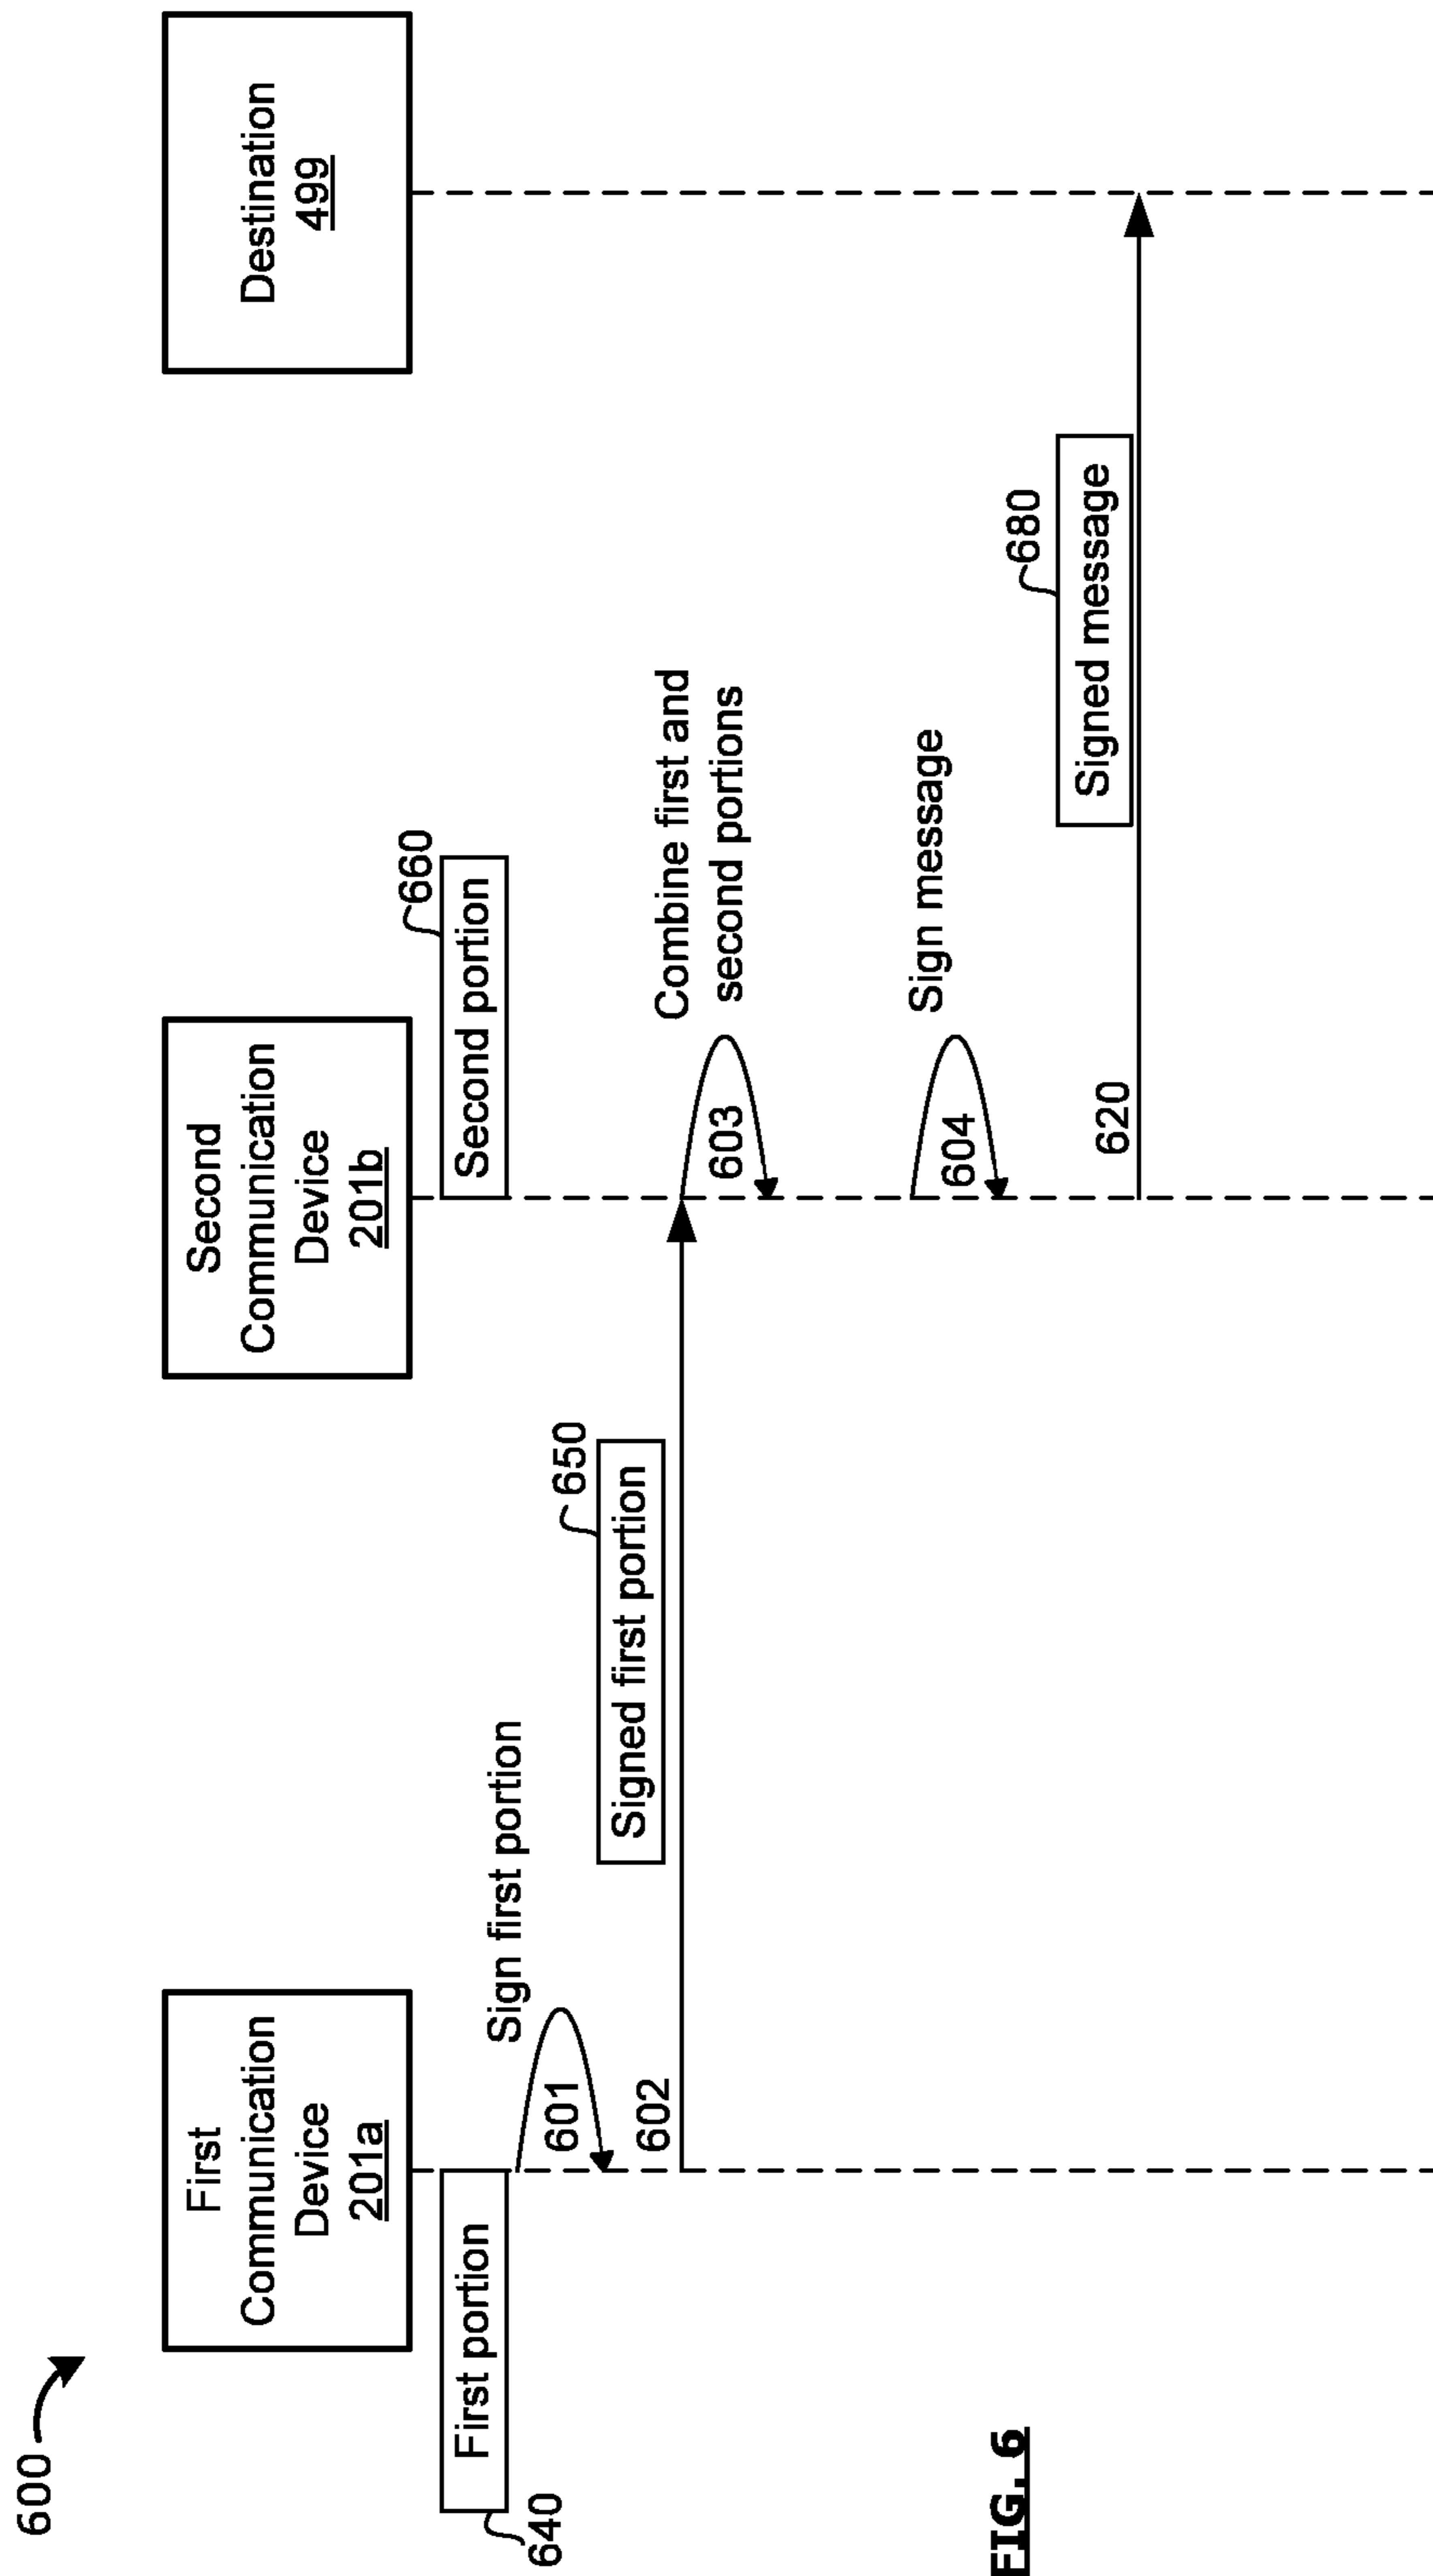 600
First
Communication
Device
201a
Second
Communication
Device
201b
Destination
499
First portion
640
Second portion
660
Sign first portion
601
602
Signed first portion
650
Combine first and
second portions
603
Sign message
604
620
Signed message
680
FIG. 6